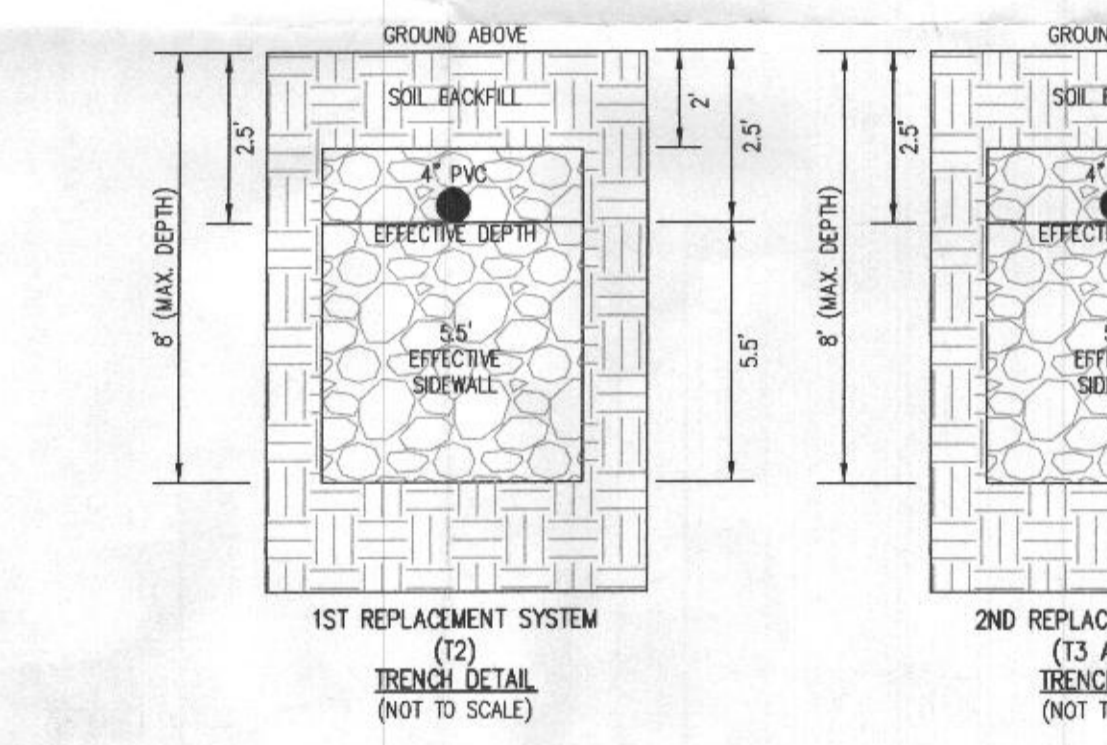 GROUND ABOVE
SOIL BACKFILL
2.5'
8' (MAX. DEPTH)
2'
2.5'
4" PVC
EFFECTIVE DEPTH
5.5'
EFFECTIVE
SIDEWALL
5.5'
1ST REPLACEMENT SYSTEM
(T2)
TRENCH DETAIL
(NOT TO SCALE)
SOIL
2.5'
8' (MAX. DEPTH)
4"
2ND
(T3
(NOT